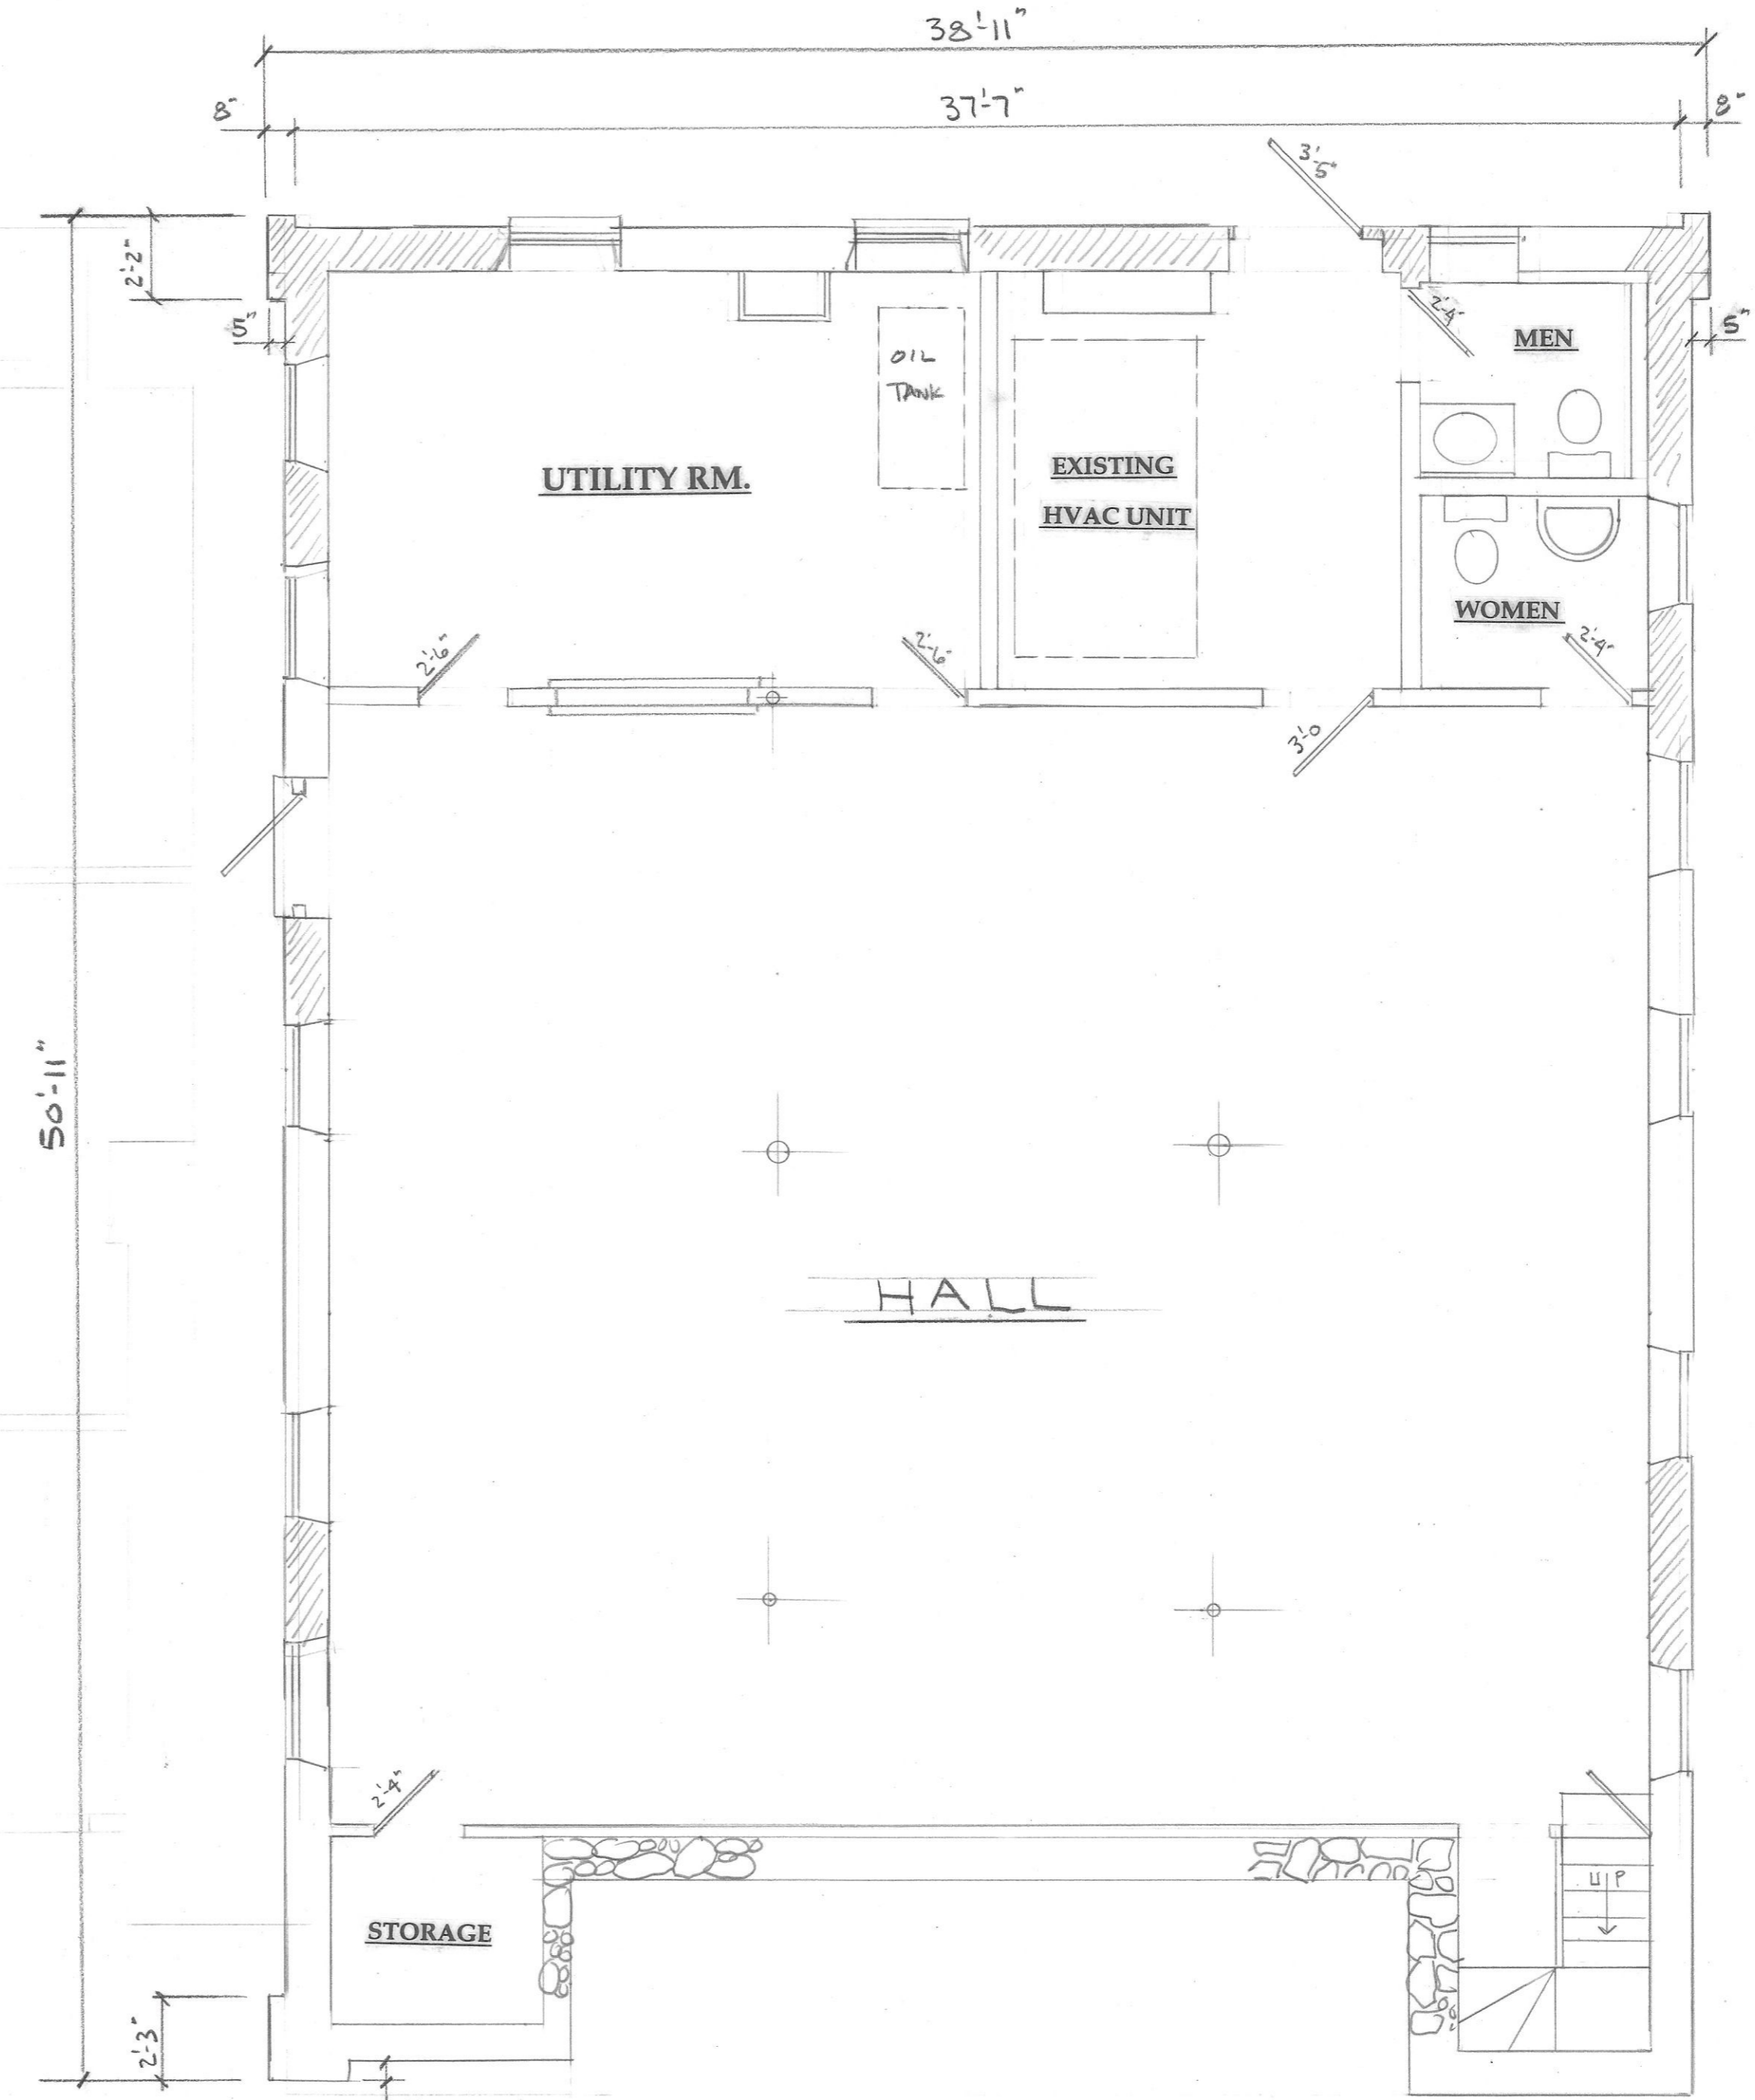 38'-11"
8"
37'-7"
8"
3'-5"
2'-2"
5"
5"
2'-4"
MEN
OIL
TANK
UTILITY RM.
EXISTING
HVAC UNIT
WOMEN
2'-6"
2'-6"
2'-4"
3'-0
50'-11"
HALL
2'-4"
UP
STORAGE
2'-3"